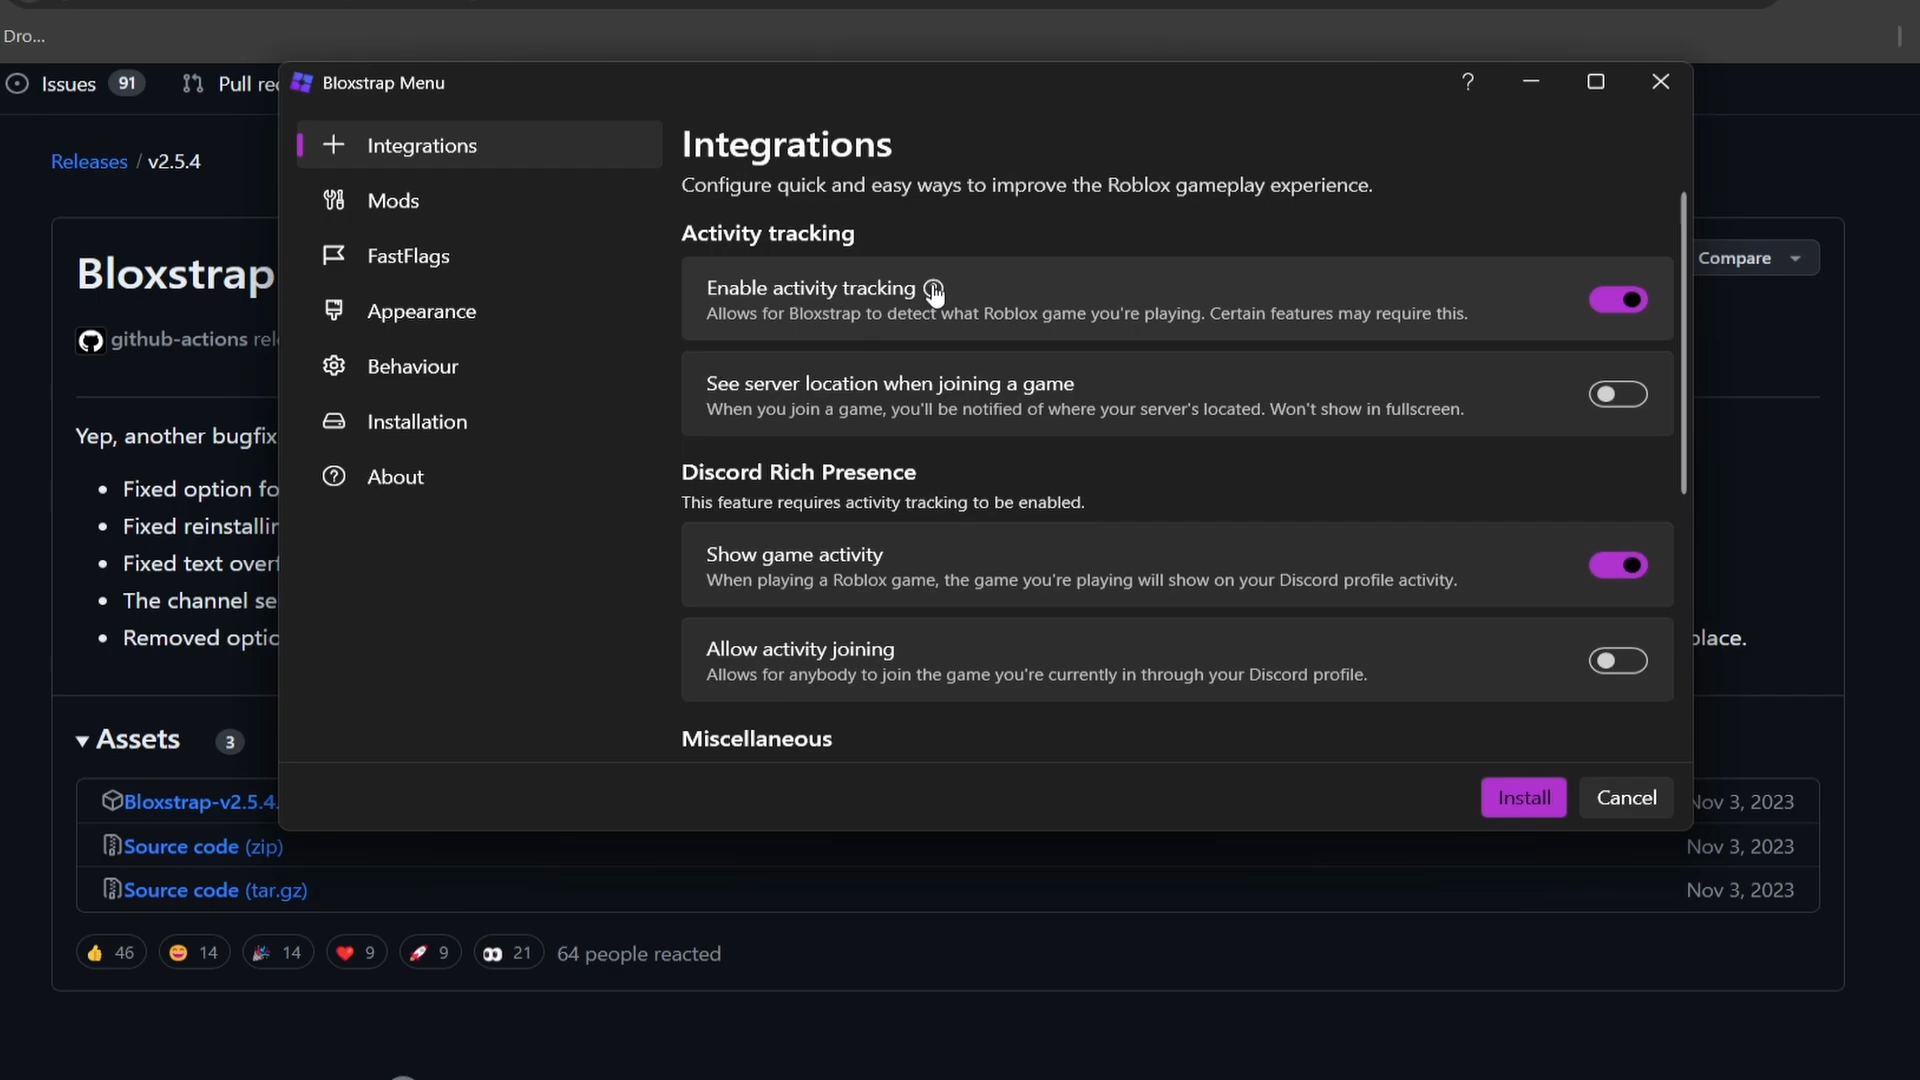 Dro...
Issues 91 Pull re
Releases / v2.5.4
Bloxstrap
github-actions rel
Yep, another bugfix
• Fixed option fo
• Fixed reinstallin
• Fixed text overf
• The channel se
• Removed optio
place.
Compare
Assets 3
Bloxstrap-v2.5.4. Nov 3, 2023
Source code (zip) Nov 3, 2023
Source code (tar.gz) Nov 3, 2023
46 14 14 9 9 21 64 people reacted
Bloxstrap Menu ?
Integrations
Mods
FastFlags
Appearance
Behaviour
Installation
About
Integrations
Configure quick and easy ways to improve the Roblox gameplay experience.
Activity tracking
Enable activity tracking
Allows for Bloxstrap to detect what Roblox game you're playing. Certain features may require this.
See server location when joining a game
When you join a game, you'll be notified of where your server's located. Won't show in fullscreen.
Discord Rich Presence
This feature requires activity tracking to be enabled.
Show game activity
When playing a Roblox game, the game you're playing will show on your Discord profile activity.
Allow activity joining
Allows for anybody to join the game you're currently in through your Discord profile.
Miscellaneous
Install Cancel